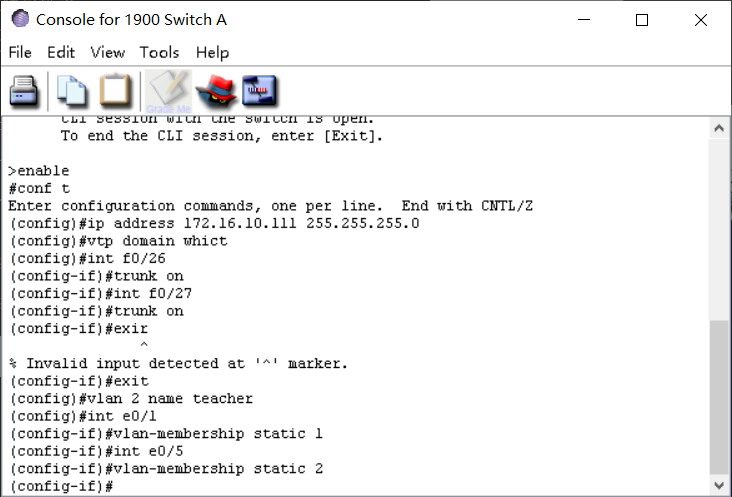 Console for 1900 Switch A
File Edit View Tools Help
Grade Me
CLI session with the switch is open.
To end the CLI session, enter [Exit].
>enable
#conf t
Enter configuration commands, one per line.  End with CNTL/Z
(config)#ip address 172.16.10.111 255.255.255.0
(config)#vtp domain whict
(config)#int f0/26
(config-if)#trunk on
(config-if)#int f0/27
(config-if)#trunk on
(config-if)#exir
^
% Invalid input detected at '^' marker.
(config-if)#exit
(config)#vlan 2 name teacher
(config)#int e0/1
(config-if)#vlan-membership static 1
(config-if)#int e0/5
(config-if)#vlan-membership static 2
(config-if)#